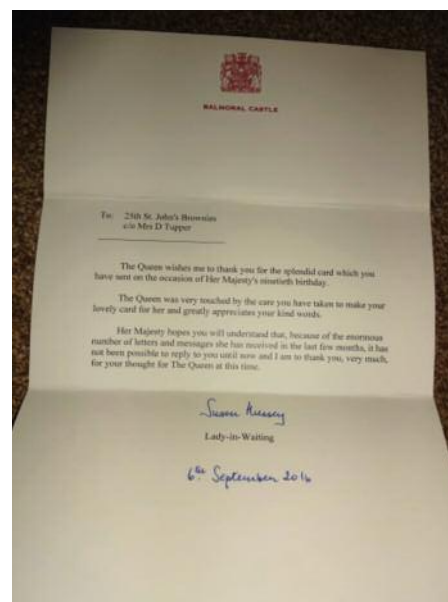 BALMORAL CASTLE
To: 25th St. John's Brownies
c/o Mrs D Tupper
The Queen wishes me to thank you for the splendid card which you
have sent on the occasion of Her Majesty's ninetieth birthday.
The Queen was very touched by the care you have taken to make your
lovely card for her and greatly appreciates your kind words.
Her Majesty hopes you will understand that, because of the enormous
number of letters and messages she has received in the last few months, it has
not been possible to reply to you until now and I am to thank you, very much,
for your thought for The Queen at this time.
Susan Hussey
Lady-in-Waiting
6th September 2016